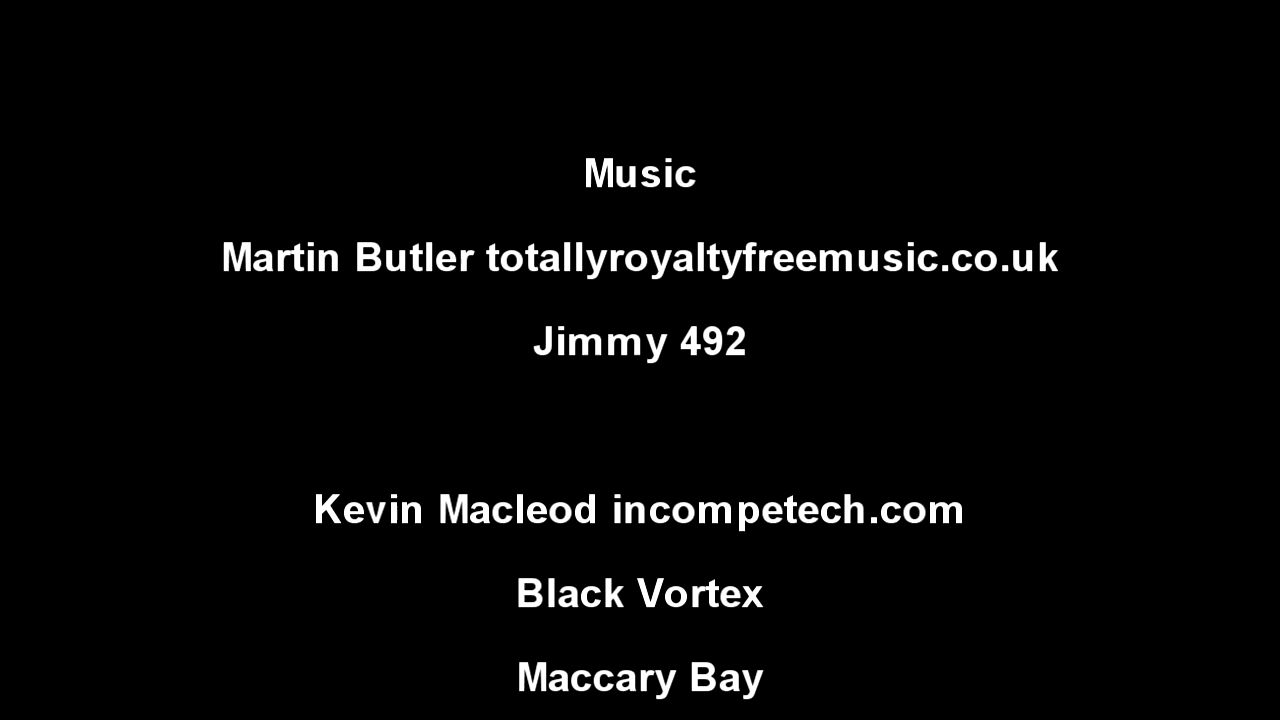 Music
Martin Butler totallyroyaltyfreemusic.co.uk
Jimmy 492
Kevin Macleod incompetech.com
Black Vortex
Maccary Bay